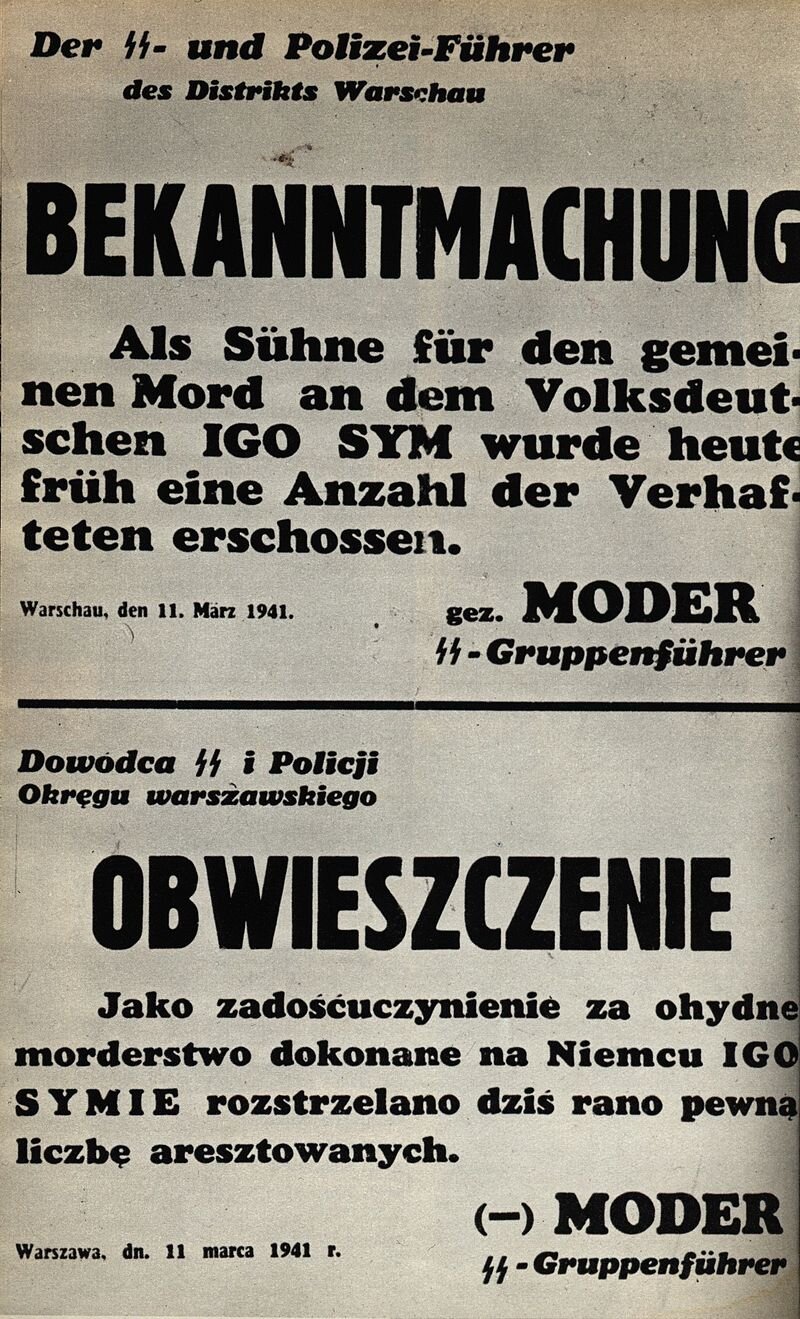 Der ᛋᛋ- und Polizei-Führer
des Distrikts Warschau
BEKANNTMACHUNG
Als Sühne für den gemei-
nen Mord an dem Volksdeut-
schen IGO SYM wurde heute
früh eine Anzahl der Verhaf-
teten erschossen.
Warschau, den 11. März 1941.
gez. MODER
ᛋᛋ-Gruppenführer
Dowódca ᛋᛋ i Policji
Okręgu warszawskiego
OBWIESZCZENIE
Jako zadośćuczynienie za ohydne
morderstwo dokonane na Niemcu IGO
SYMIE rozstrzelano dziś rano pewną
liczbę aresztowanych.
(—) MODER
Warszawa, dn. 11 marca 1941 r.
ᛋᛋ-Gruppenführer